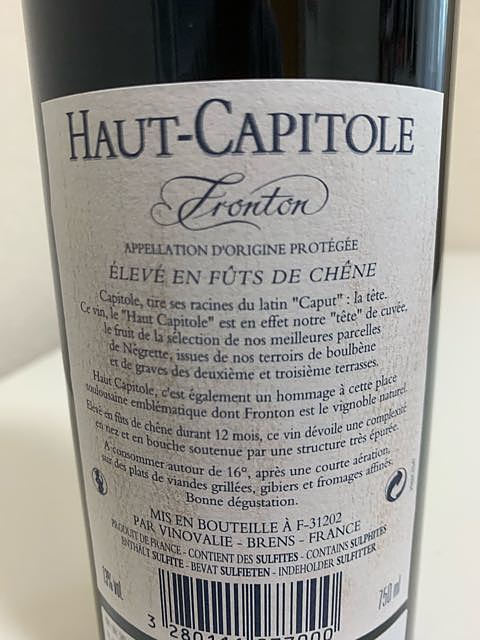 HAUT-CAPITOLE
Fronton
APPELLATION D'ORIGINE PROTÉGÉE
ÉLEVÉ EN FÛTS DE CHÊNE
Capitole, tire ses racines du latin "Caput" : la tête.
Ce vin, le "Haut Capitole" est en effet notre "tête" de cuvée,
le fruit de la sélection de nos meilleures parcelles
de Négrette, issues de nos terroirs de boulbène
et de graves des deuxième et troisième terrasses.
Haut Capitole, c'est également un hommage à cette place
toulousaine emblématique dont Fronton est le vignoble naturel.
Elevé en fûts de chêne durant 12 mois, ce vin dévoile une complexité
en nez et en bouche soutenue par une structure très épurée.
A consommer autour de 16°, après une courte aération,
sur des plats de viandes grillées, gibiers et fromages affinés.
Bonne dégustation.
MIS EN BOUTEILLE À F-31202
PAR VINOVALIE - BRENS - FRANCE
PRODUIT DE FRANCE - CONTIENT DES SULFITES - CONTAINS SULPHITES
ENTHÄLT SULFITE - BEVAT SULFIETEN - INDEHOLDER SULFITTER
750 ml